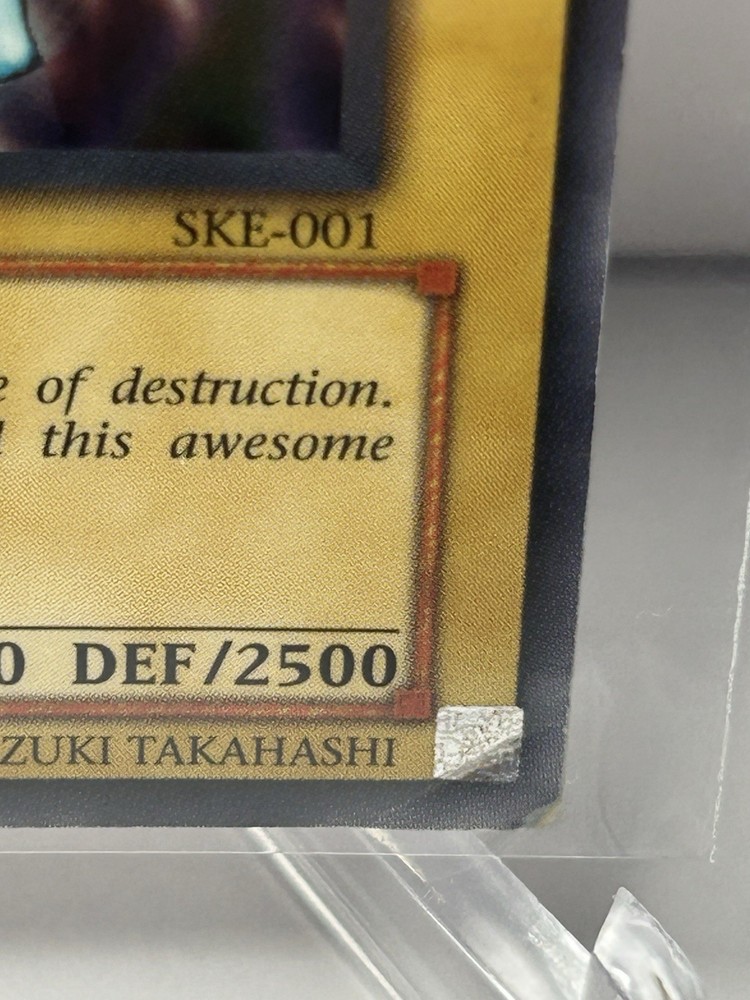 SKE-001
e of destruction.
this awesome
0 DEF/2500
ZUKI TAKAHASHI